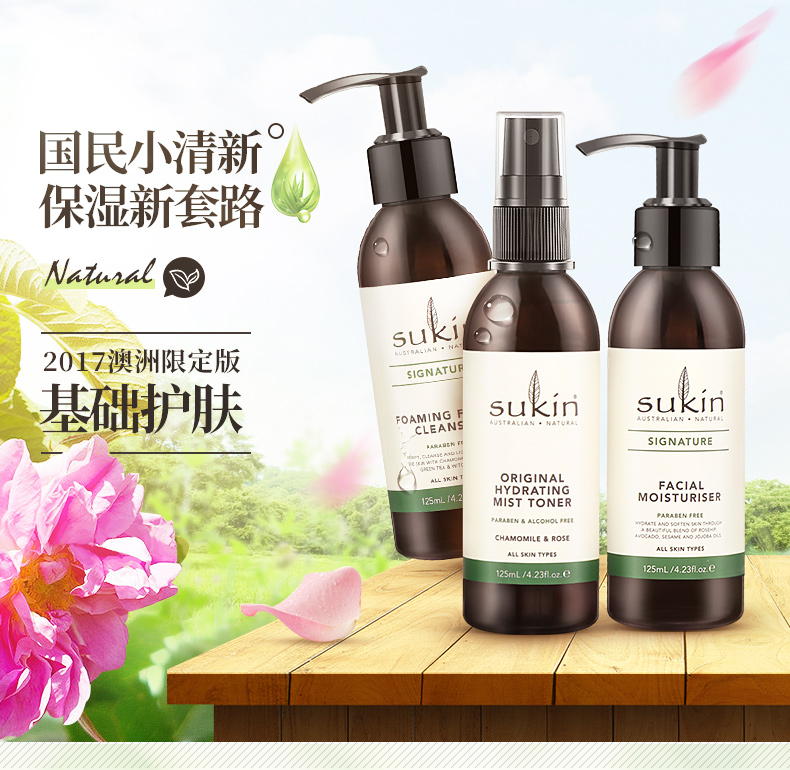 国民小清新
保湿新套路
Natural
2017澳洲限定版
基础护肤
sukin
AUSTRALIAN • NATURAL
SIGNATURE
FOAMING
CLEANS
PARABEN
ALL SKIN
125mL /4.2
sukin
AUSTRALIAN • NATURAL
ORIGINAL
HYDRATING
MIST TONER
PARABEN & ALCOHOL FREE
CHAMOMILE & ROSE
ALL SKIN TYPES
125mL /4.23fl.oz.e
sukin
AUSTRALIAN • NATURAL
SIGNATURE
FACIAL
MOISTURISER
PARABEN FREE
HYDRATE AND SOFTEN SKIN THROUGH
A BEAUTIFUL BLEND OF ROSEHIP,
AVOCADO, SESAME AND JOJOBA OILS
ALL SKIN TYPES
125mL /4.23fl.oz.e